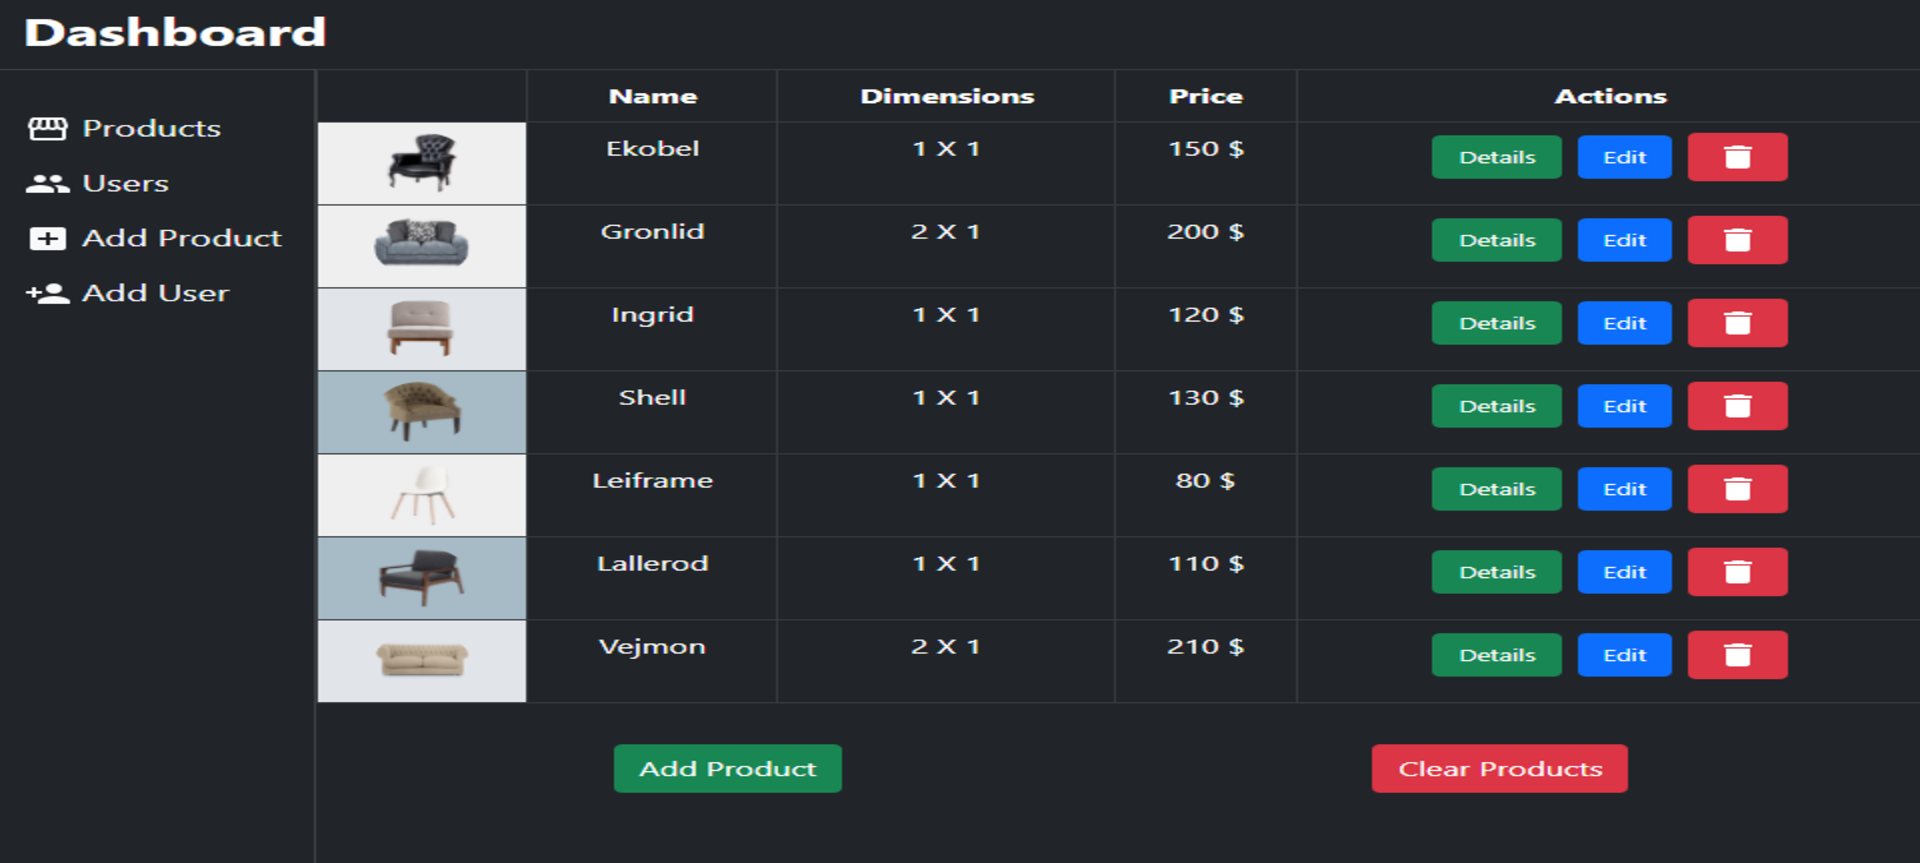 Dashboard
Products
Users
Add Product
Add User
Name Dimensions Price Actions
Ekobel 1 X 1 150 $ Details Edit
Gronlid 2 X 1 200 $ Details Edit
Ingrid 1 X 1 120 $ Details Edit
Shell 1 X 1 130 $ Details Edit
Leiframe 1 X 1 80 $ Details Edit
Lallerod 1 X 1 110 $ Details Edit
Vejmon 2 X 1 210 $ Details Edit
Add Product Clear Products